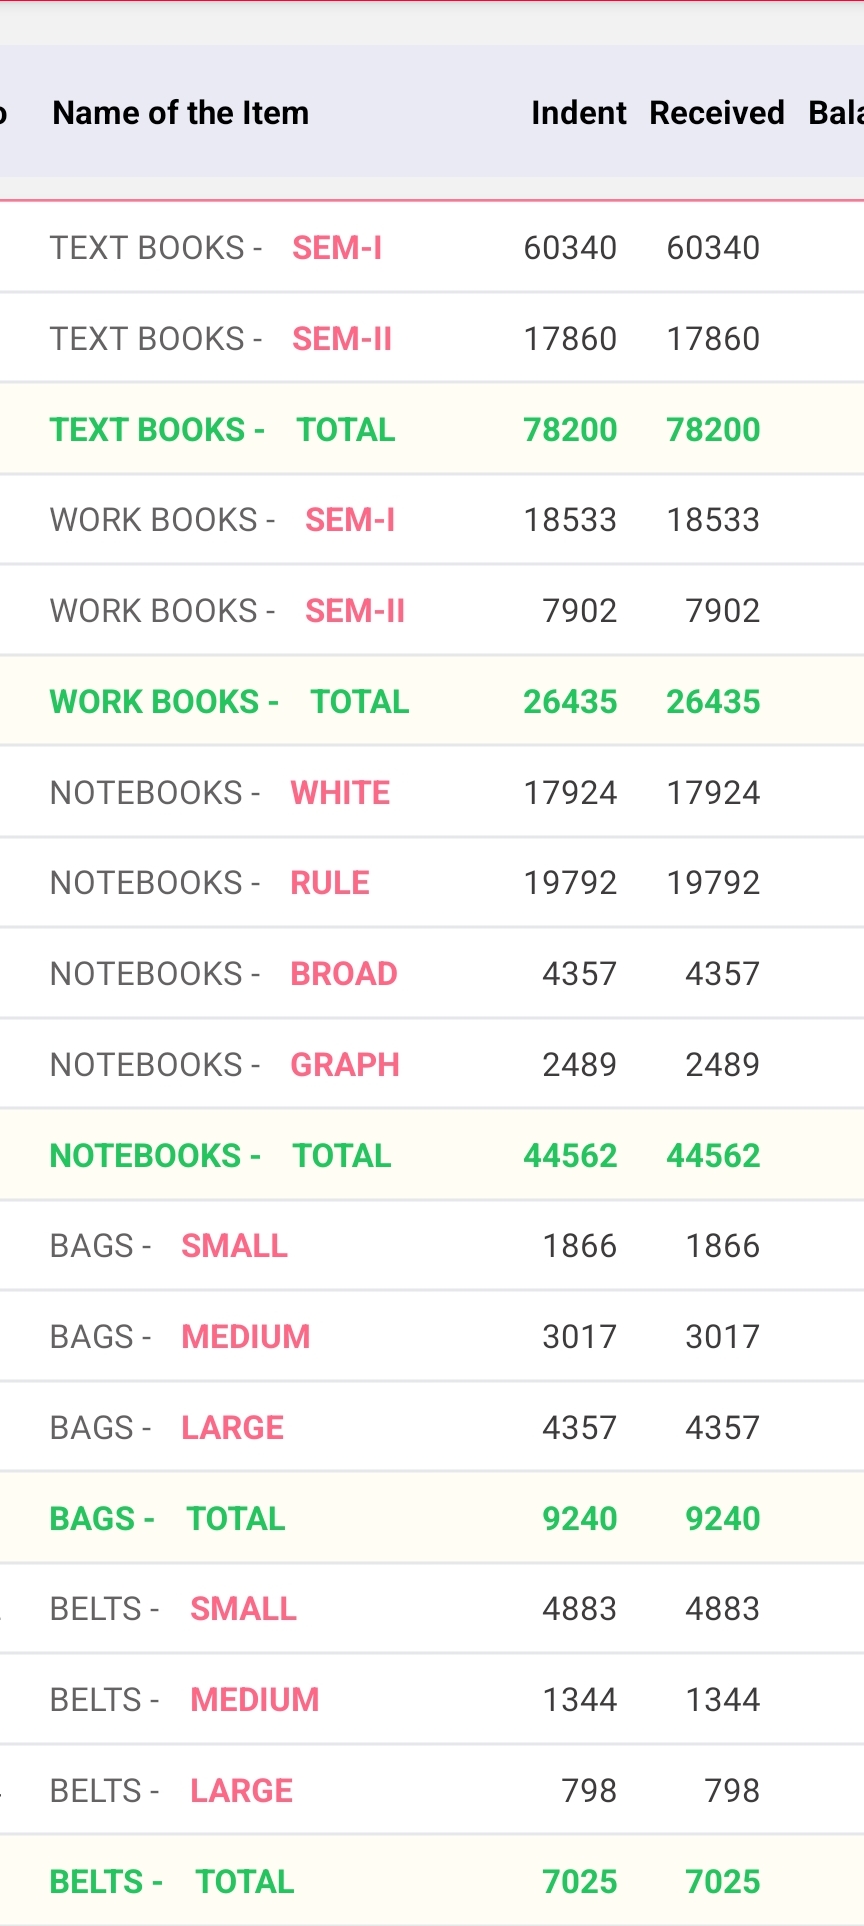 Name of the Item Indent Received
TEXT BOOKS - SEM-I 60340 60340
TEXT BOOKS - SEM-II 17860 17860
TEXT BOOKS - TOTAL 78200 78200
WORK BOOKS - SEM-I 18533 18533
WORK BOOKS - SEM-II 7902 7902
WORK BOOKS - TOTAL 26435 26435
NOTEBOOKS - WHITE 17924 17924
NOTEBOOKS - RULE 19792 19792
NOTEBOOKS - BROAD 4357 4357
NOTEBOOKS - GRAPH 2489 2489
NOTEBOOKS - TOTAL 44562 44562
BAGS - SMALL 1866 1866
BAGS - MEDIUM 3017 3017
BAGS - LARGE 4357 4357
BAGS - TOTAL 9240 9240
BELTS - SMALL 4883 4883
BELTS - MEDIUM 1344 1344
BELTS - LARGE 798 798
BELTS - TOTAL 7025 7025